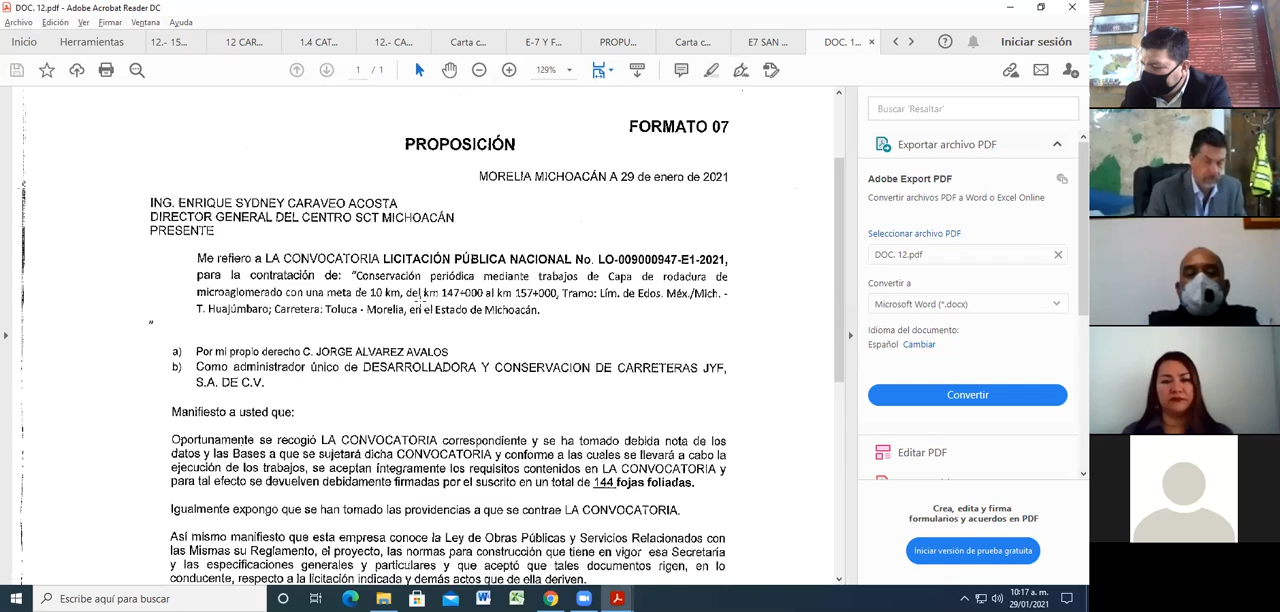 DOC. 12.pdf - Adobe Acrobat Reader DC
Archivo Edición Ver Firmar Ventana Ayuda
Inicio Herramientas 12.- 15... 12 CAR... 1.4 CAT... 12.- CA... Carta c... E-7 Y F... PROPU... Carta c... E7 SAN ... DOC. 1... Iniciar sesión
1 / 1 129%
FORMATO 07
PROPOSICIÓN
MORELIA MICHOACÁN A 29 de enero de 2021
ING. ENRIQUE SYDNEY CARAVEO ACOSTA
DIRECTOR GENERAL DEL CENTRO SCT MICHOACÁN
PRESENTE
Me refiero a LA CONVOCATORIA LICITACIÓN PÚBLICA NACIONAL No. LO-009000947-E1-2021,
para la contratación de: "Conservación periódica mediante trabajos de Capa de rodadura de
microaglomerado con una meta de 10 km, del km 147+000 al km 157+000, Tramo: Lím. de Edos. Méx./Mich. -
T. Huajúmbaro; Carretera: Toluca - Morelia, en el Estado de Michoacán.
"
a) Por mi propio derecho C. JORGE ALVAREZ AVALOS
b) Como administrador único de DESARROLLADORA Y CONSERVACION DE CARRETERAS JYF,
S.A. DE C.V.
Manifiesto a usted que:
Oportunamente se recogió LA CONVOCATORIA correspondiente y se ha tomado debida nota de los
datos y las Bases a que se sujetará dicha CONVOCATORIA y conforme a las cuales se llevará a cabo la
ejecución de los trabajos, se aceptan íntegramente los requisitos contenidos en LA CONVOCATORIA y
para tal efecto se devuelven debidamente firmadas por el suscrito en un total de 144 fojas foliadas.
Igualmente expongo que se han tomado las providencias a que se contrae LA CONVOCATORIA.
Así mismo manifiesto que esta empresa conoce la Ley de Obras Públicas y Servicios Relacionados con
las Mismas su Reglamento, el proyecto, las normas para construcción que tiene en vigor esa Secretaría
y las especificaciones generales y particulares y que aceptó que tales documentos rigen, en lo
conducente, respecto a la licitación indicada y demás actos que de ella deriven.
Buscar 'Resaltar'
Exportar archivo PDF
Adobe Export PDF
Convertir archivos PDF a Word o Excel Online
Seleccionar archivo PDF
DOC. 12.pdf
Convertir a
Microsoft Word (*.docx)
Idioma del documento:
Español Cambiar
Convertir
Editar PDF
Crea, edita y firma
formularios y acuerdos en PDF
Iniciar versión de prueba gratuita
Escribe aquí para buscar
10:17 a. m.
29/01/2021